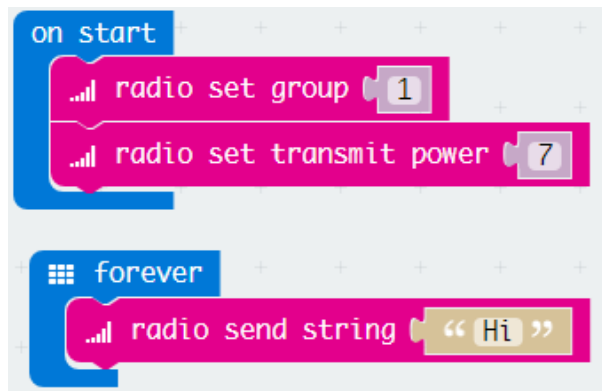 on start
radio set group 1
radio set transmit power 7
forever
radio send string “ Hi ”